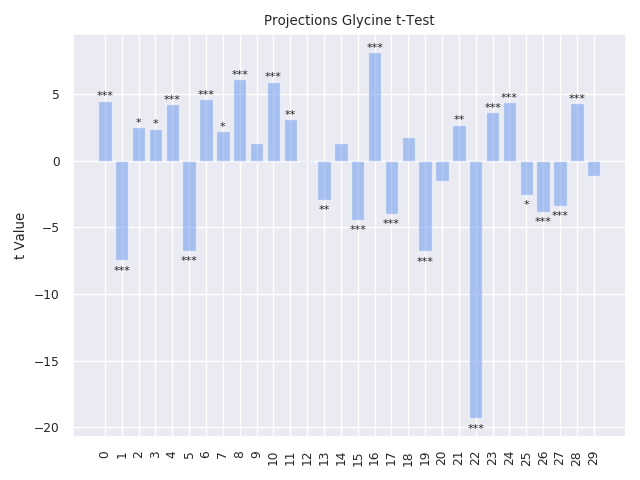 Projections Glycine t-Test
t Value
5
0
−5
−10
−15
−20
*** *** * * *** *** *** * *** *** ** ** *** *** *** *** ** *** *** *** * *** *** ***
0 1 2 3 4 5 6 7 8 9 10 11 12 13 14 15 16 17 18 19 20 21 22 23 24 25 26 27 28 29